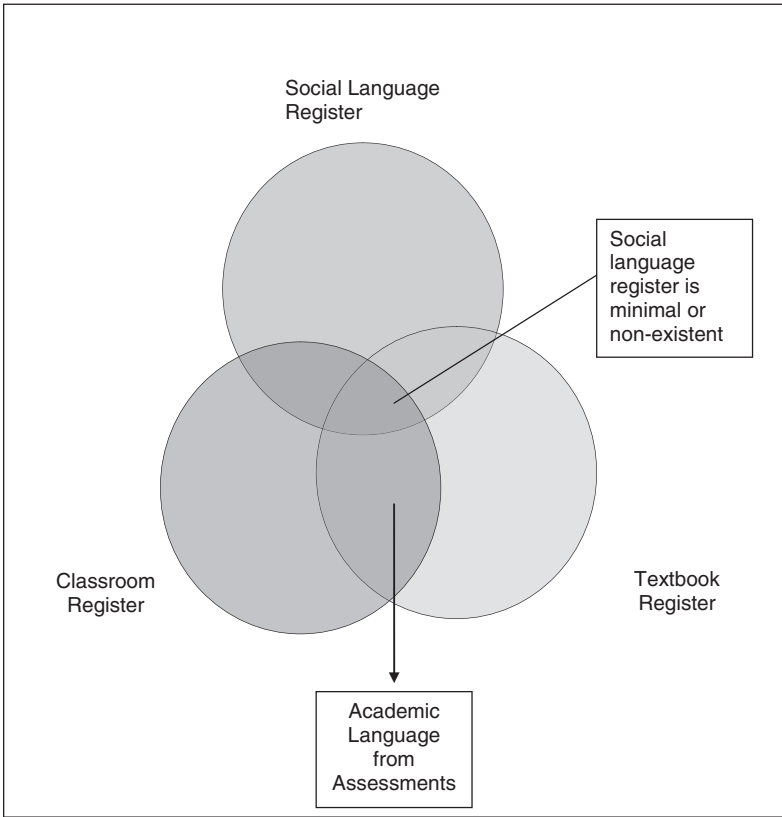 Social Language
Register
Social
language
register is
minimal or
non-existent
Classroom
Register
Textbook
Register
Academic
Language
from
Assessments